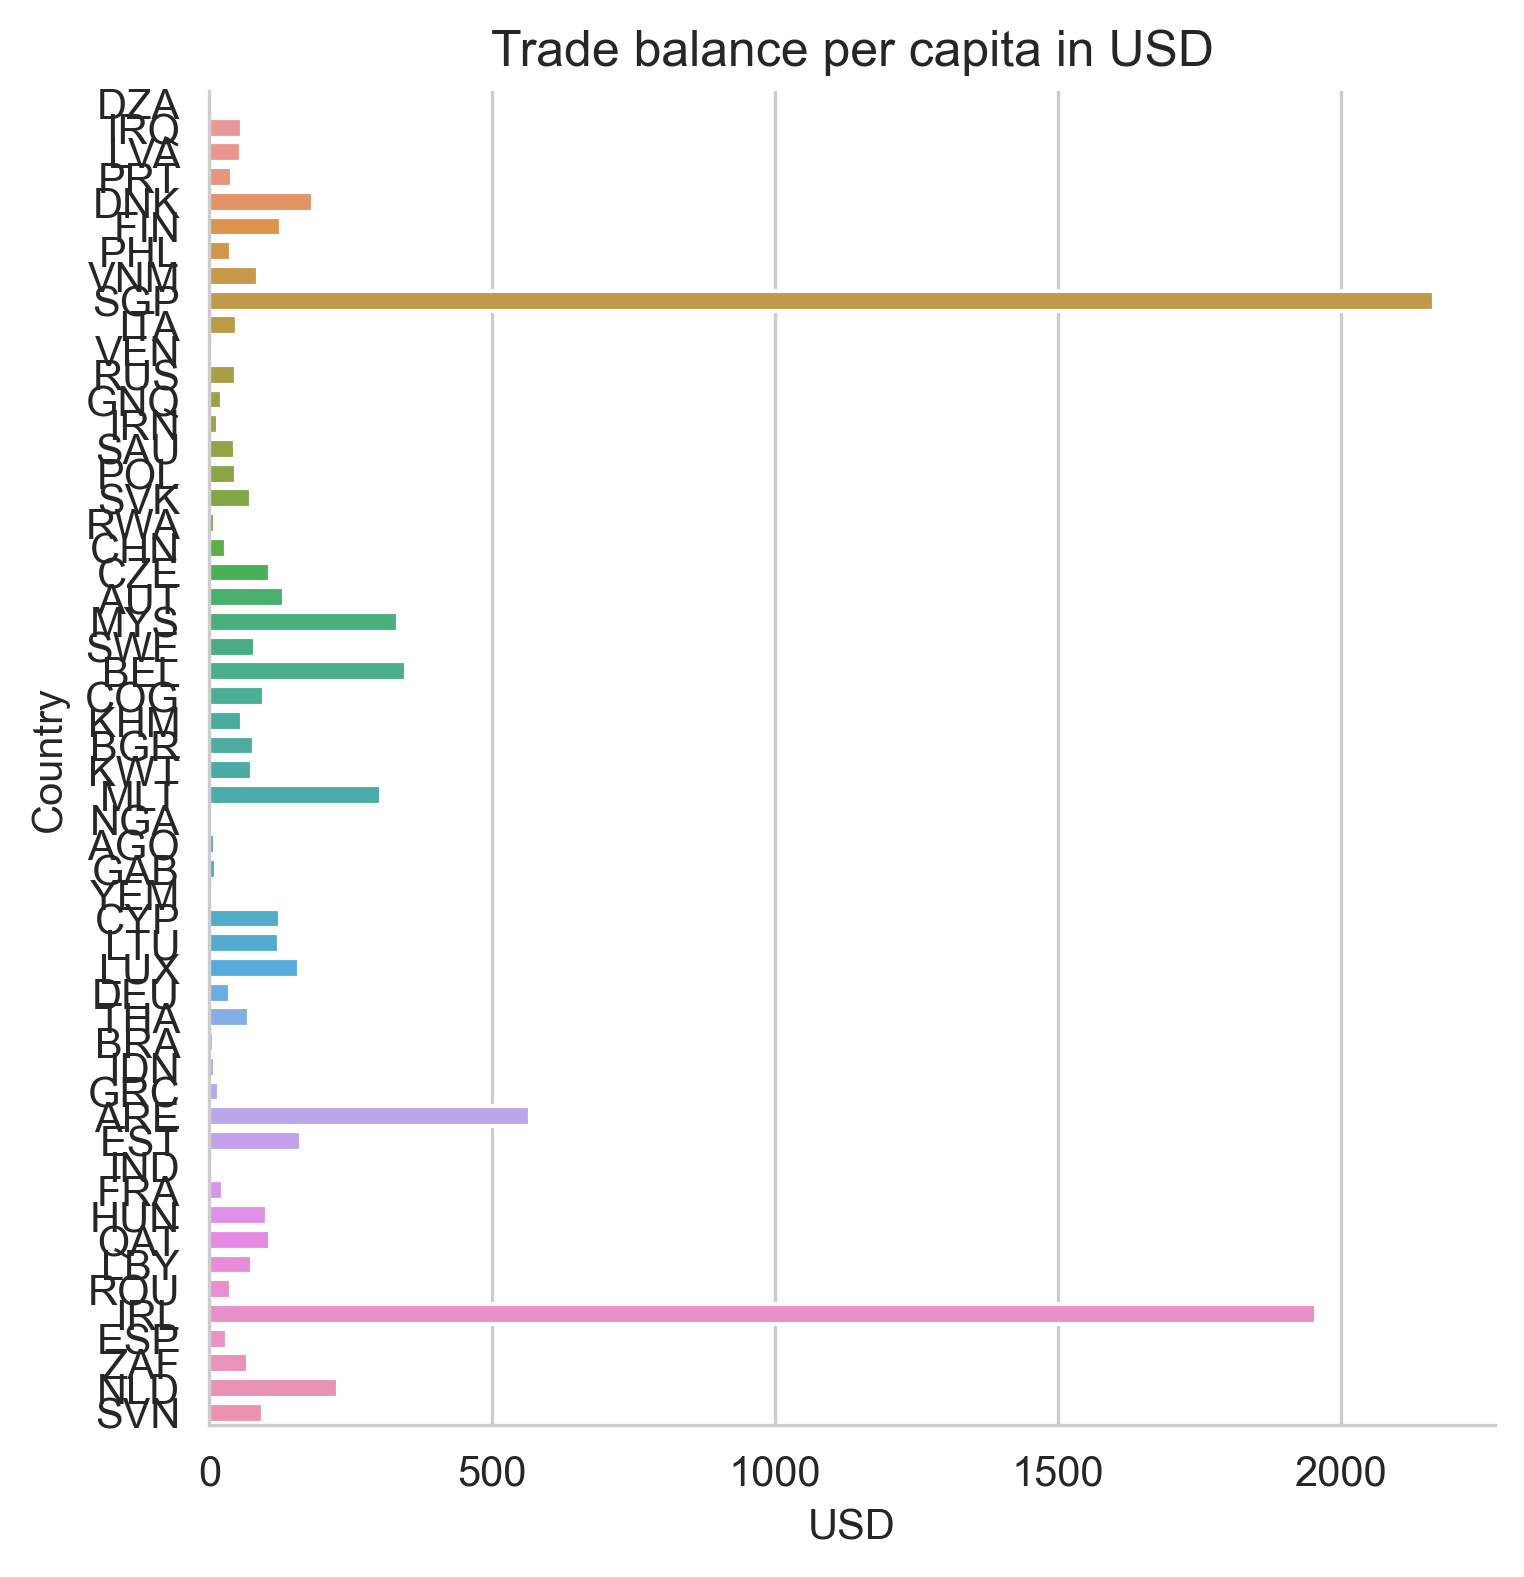 Trade balance per capita in USD
DZA
IRQ
LVA
PRT
DNK
FIN
PHL
VNM
SGP
ITA
VEN
RUS
GNQ
IRN
SAU
POL
SVK
RWA
CHN
CZE
AUT
MYS
SWE
BEL
COG
KHM
BGR
KWT
MLT
NGA
AGO
GAB
YEM
CYP
LTU
LUX
DEU
THA
BRA
IDN
GRC
ARE
EST
IND
FRA
HUN
QAT
LBY
ROU
IRL
ESP
ZAF
NLD
SVN
Country
0 500 1000 1500 2000
USD